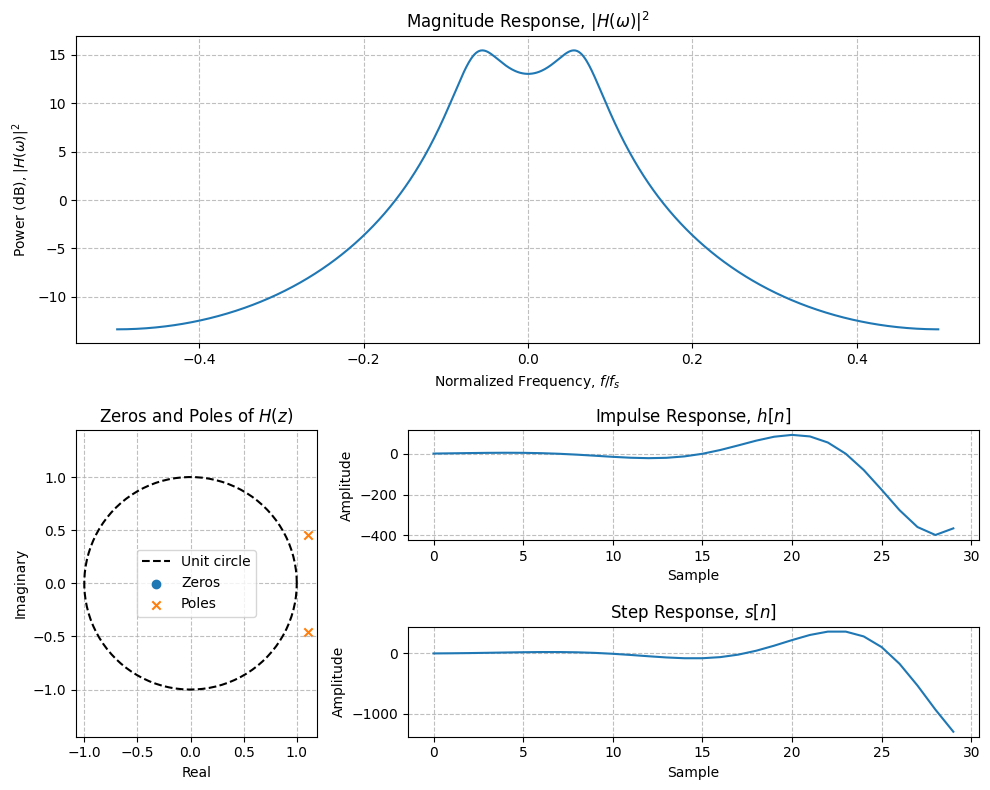 Magnitude Response, |H(ω)|²
Power (dB), |H(ω)|²
15
10
5
0
−5
−10
−0.4
−0.2
0.0
0.2
0.4
Normalized Frequency, f/fₛ
Zeros and Poles of H(z)
Imaginary
1.0
0.5
0.0
−0.5
−1.0
Unit circle
Zeros
Poles
−1.0
−0.5
0.0
0.5
1.0
Real
Impulse Response, h[n]
Amplitude
0
−200
−400
0
5
10
15
20
25
30
Sample
Step Response, s[n]
Amplitude
0
−1000
0
5
10
15
20
25
30
Sample